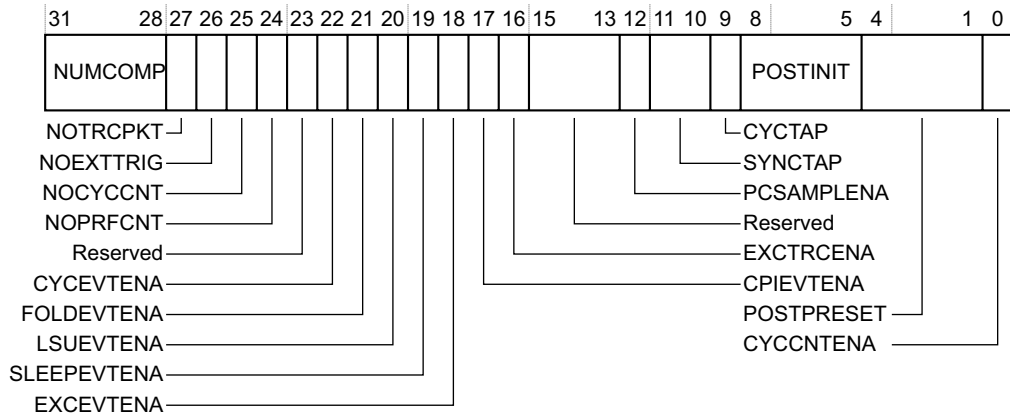 31 28 27 26 25 24 23 22 21 20 19 18 17 16 15 13 12 11 10 9 8 5 4 1 0
NUMCOMP POSTINIT
NOTRCPKT CYCTAP
NOEXTTRIG SYNCTAP
NOCYCCNT PCSAMPLENA
NOPRFCNT Reserved
Reserved EXCTRCENA
CYCEVTENA CPIEVTENA
FOLDEVTENA POSTPRESET
LSUEVTENA CYCCNTENA
SLEEPEVTENA
EXCEVTENA